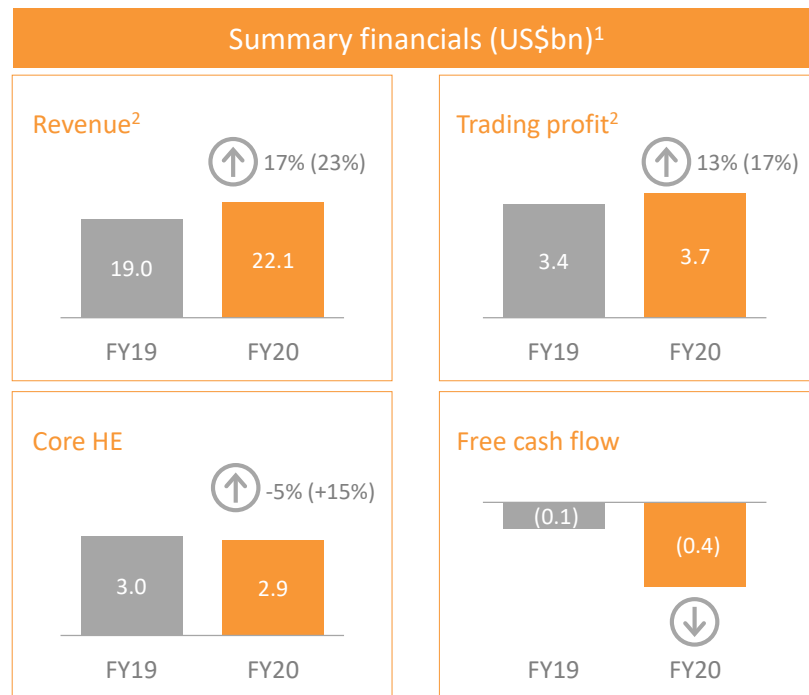 Summary financials (US$bn)¹
Revenue²
17% (23%)
19.0
22.1
FY19
FY20
Trading profit²
13% (17%)
3.4
3.7
FY19
FY20
Core HE
-5% (+15%)
3.0
2.9
FY19
FY20
Free cash flow
(0.1)
(0.4)
FY19
FY20